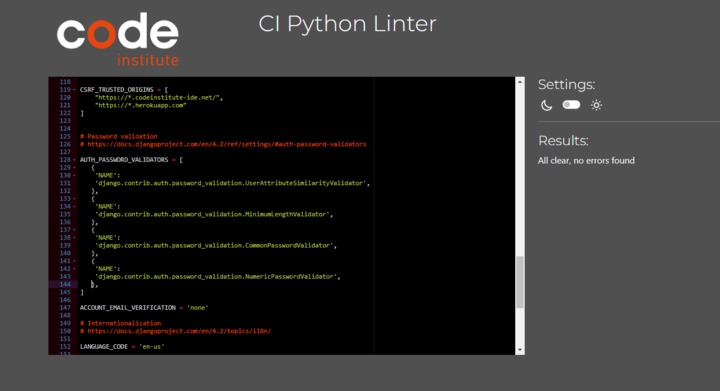 code
institute
CI Python Linter
118
119 CSRF_TRUSTED_ORIGINS = [
120 "https://*.codeinstitute-ide.net/",
121 "https://*.herokuapp.com"
122 ]
123
124
125 # Password validation
126 # https://docs.djangoproject.com/en/4.2/ref/settings/#auth-password-validators
127
128 AUTH_PASSWORD_VALIDATORS = [
129 {
130 'NAME':
131 'django.contrib.auth.password_validation.UserAttributeSimilarityValidator',
132 },
133 {
134 'NAME':
135 'django.contrib.auth.password_validation.MinimumLengthValidator',
136 },
137 {
138 'NAME':
139 'django.contrib.auth.password_validation.CommonPasswordValidator',
140 },
141 {
142 'NAME':
143 'django.contrib.auth.password_validation.NumericPasswordValidator',
144 },
145 ]
146
147 ACCOUNT_EMAIL_VERIFICATION = 'none'
148
149 # Internationalization
150 # https://docs.djangoproject.com/en/4.2/topics/i18n/
151
152 LANGUAGE_CODE = 'en-us'
153
Settings:
Results:
All clear, no errors found